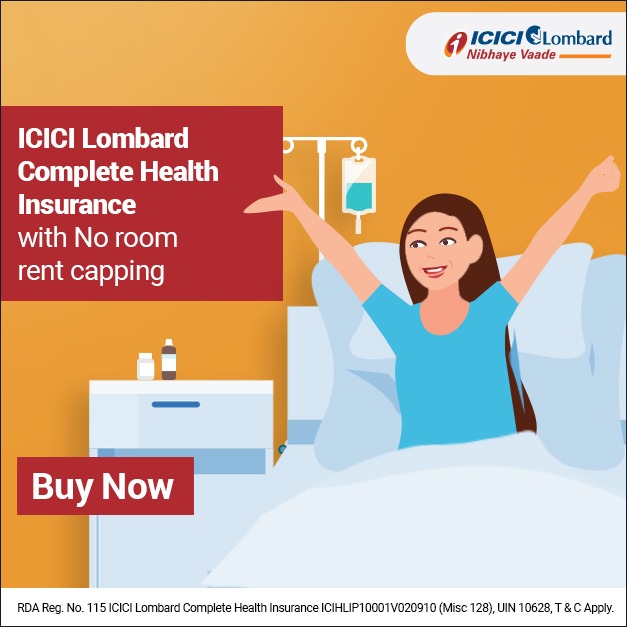 ICICI Lombard
Nibhaye Vaade
ICICI Lombard
Complete Health
Insurance
with No room
rent capping
Buy Now
RDA Reg. No. 115 ICICI Lombard Complete Health Insurance ICIHLIP10001V020910 (Misc 128), UIN 10628, T & C Apply.